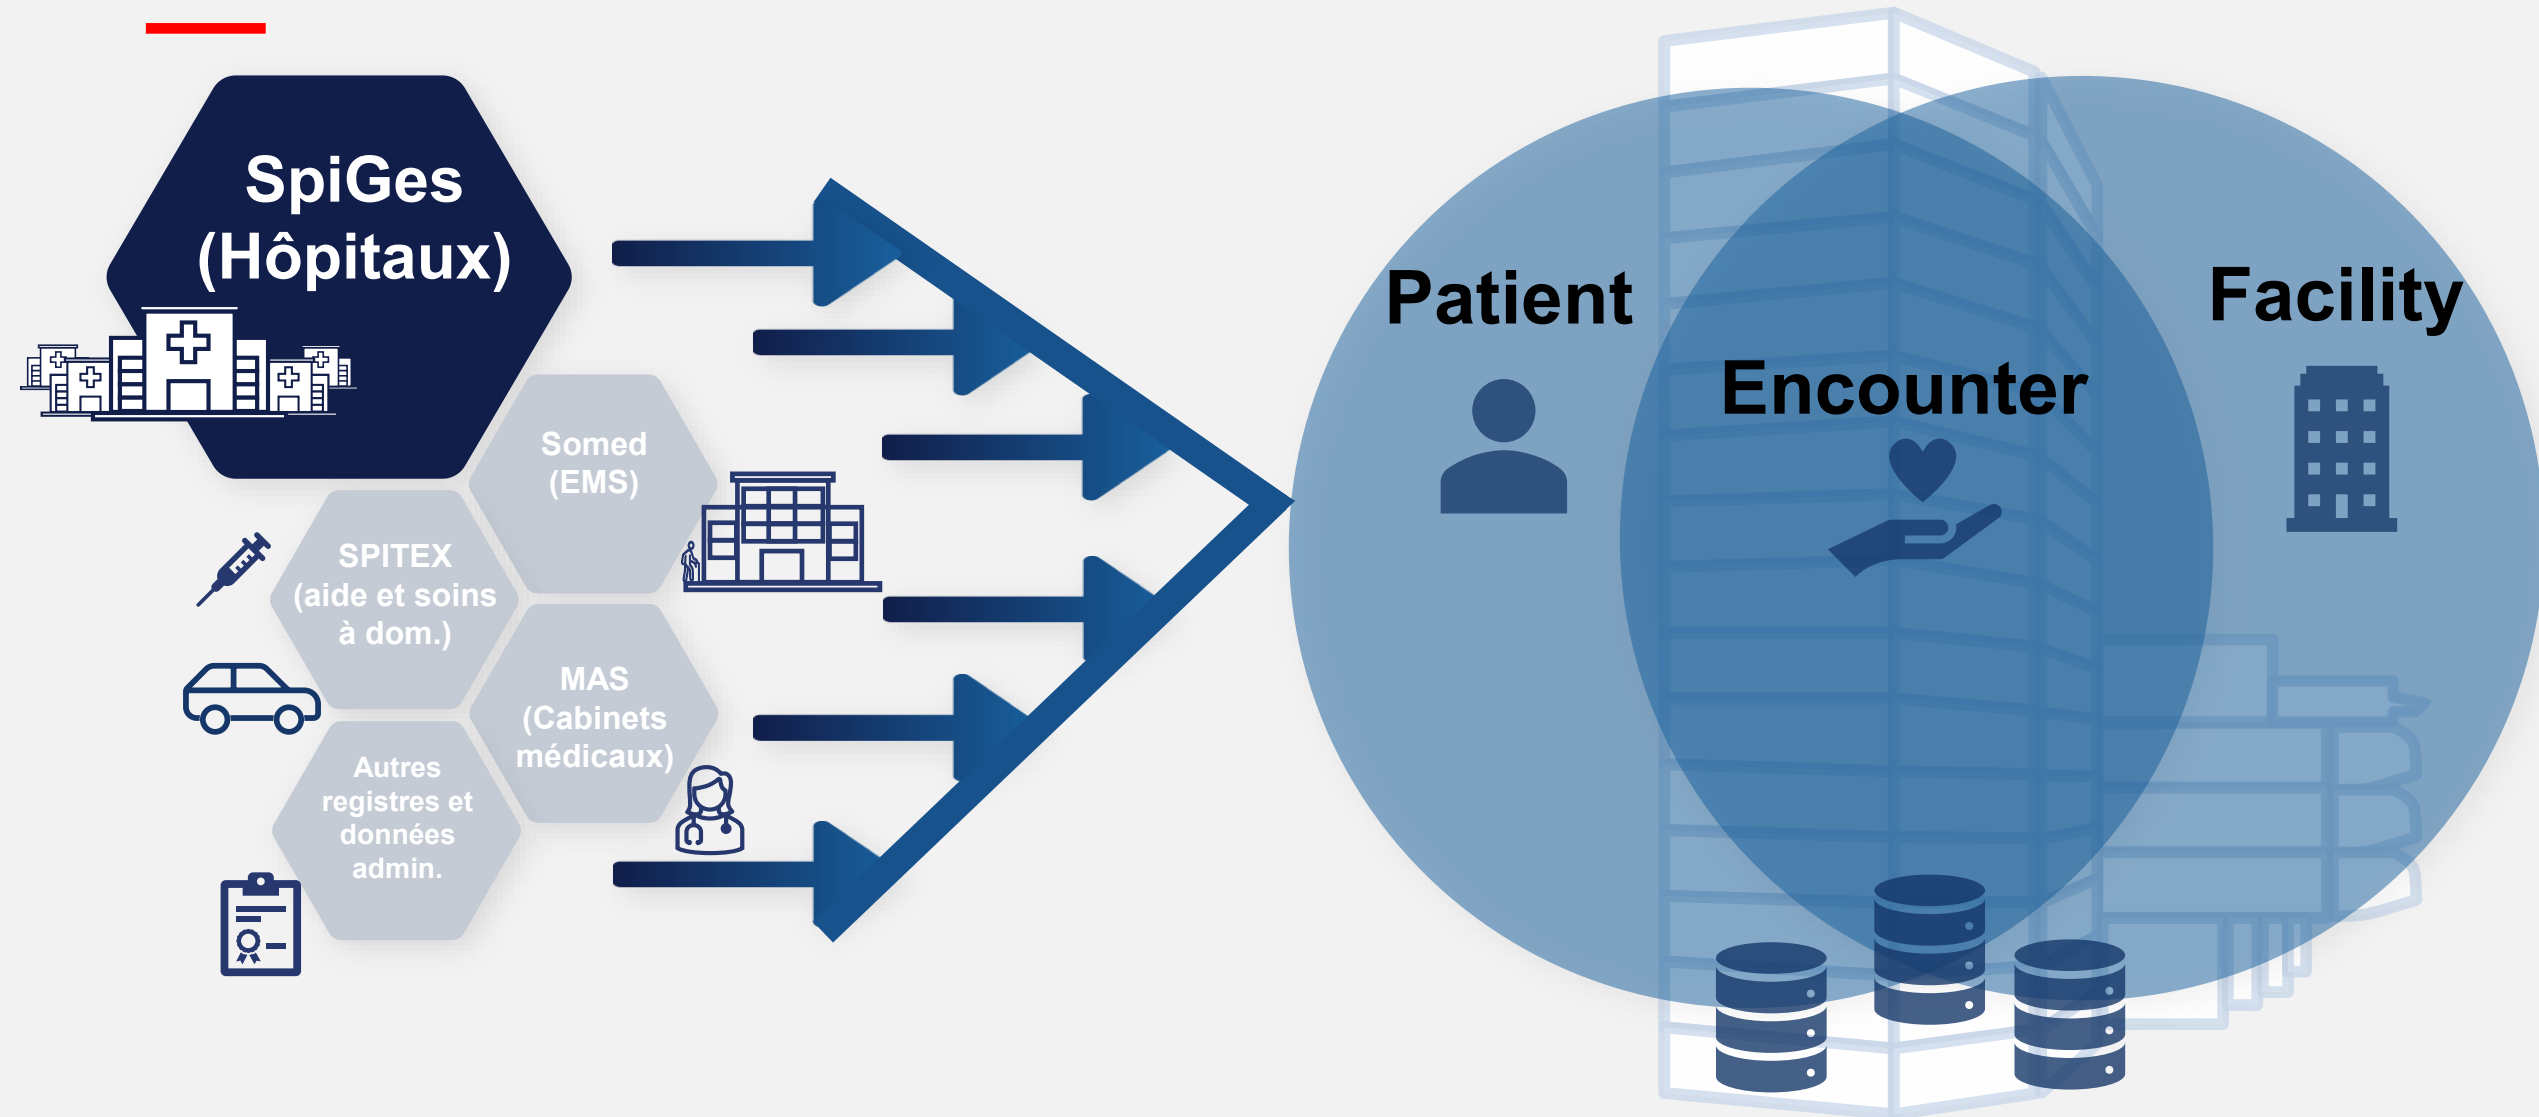 SpiGes
(Hôpitaux)
Somed
(EMS)
SPITEX
(aide et soins
à dom.)
MAS
(Cabinets
médicaux)
Autres
registres et
données
admin.
Patient
Encounter
Facility